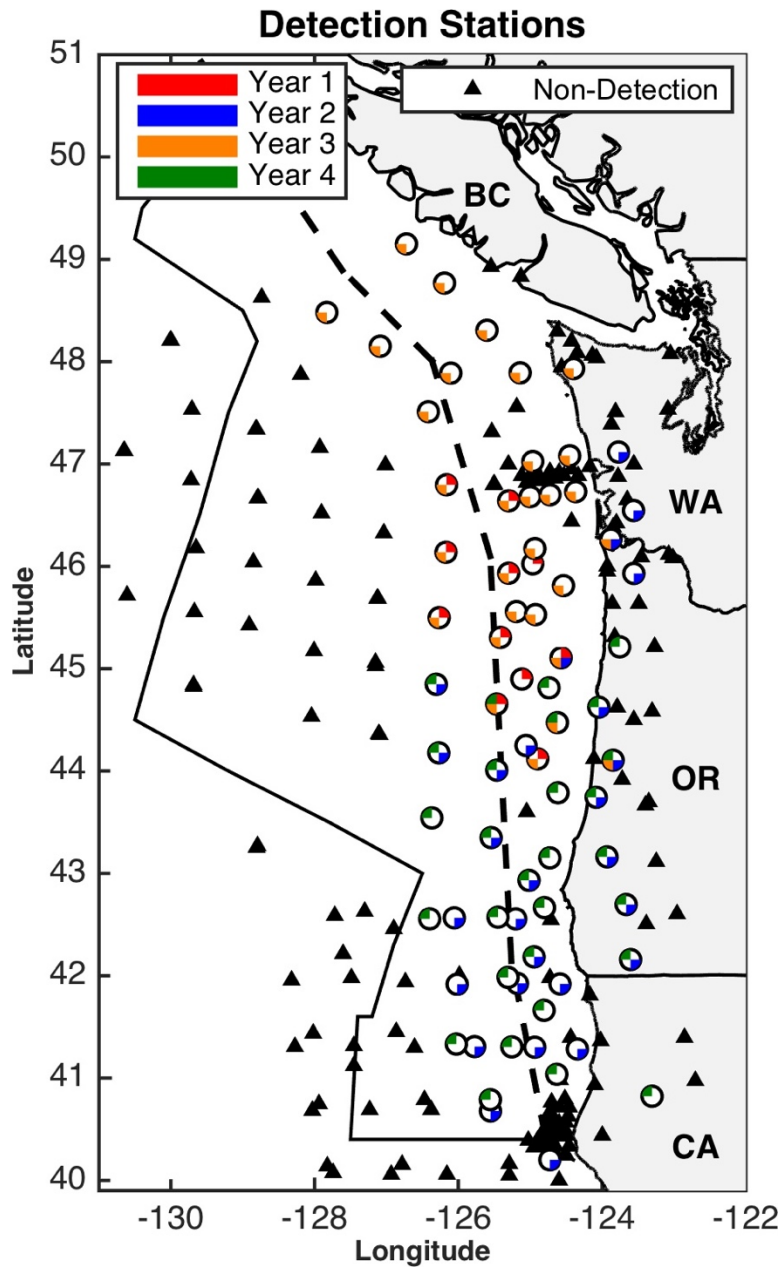 Detection Stations
Year 1
Year 2
Year 3
Year 4
Non-Detection
BC
WA
OR
CA
Latitude
51
50
49
48
47
46
45
44
43
42
41
40
-130
-128
-126
-124
-122
Longitude